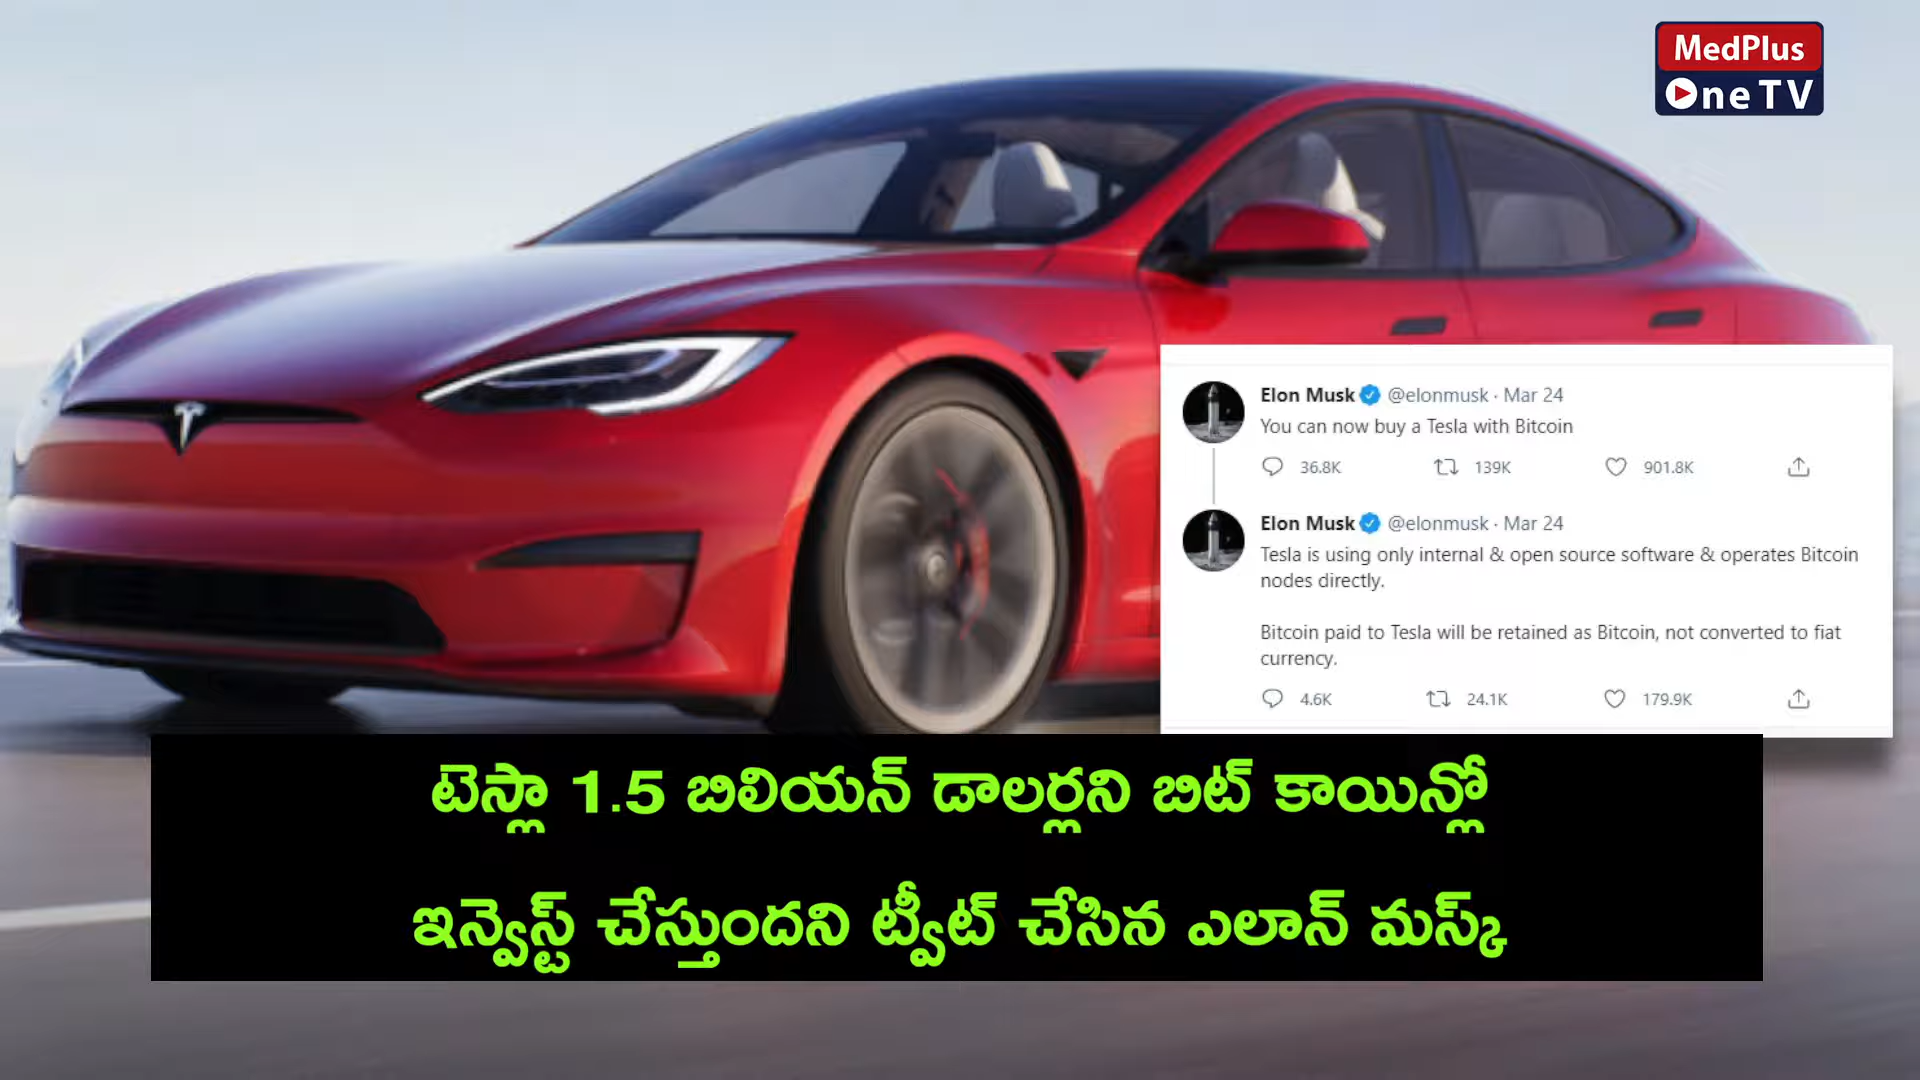 MedPlus
One TV
Elon Musk @elonmusk · Mar 24
You can now buy a Tesla with Bitcoin
36.8K 139K 901.8K
Elon Musk @elonmusk · Mar 24
Tesla is using only internal & open source software & operates Bitcoin
nodes directly.
Bitcoin paid to Tesla will be retained as Bitcoin, not converted to fiat
currency.
4.6K 24.1K 179.9K
టెస్లా 1.5 బిలియన్ డాలర్లని బిట్ కాయిన్లో
ఇన్వెస్ట్ చేస్తుందని ట్వీట్ చేసిన ఎలాన్ మస్క్